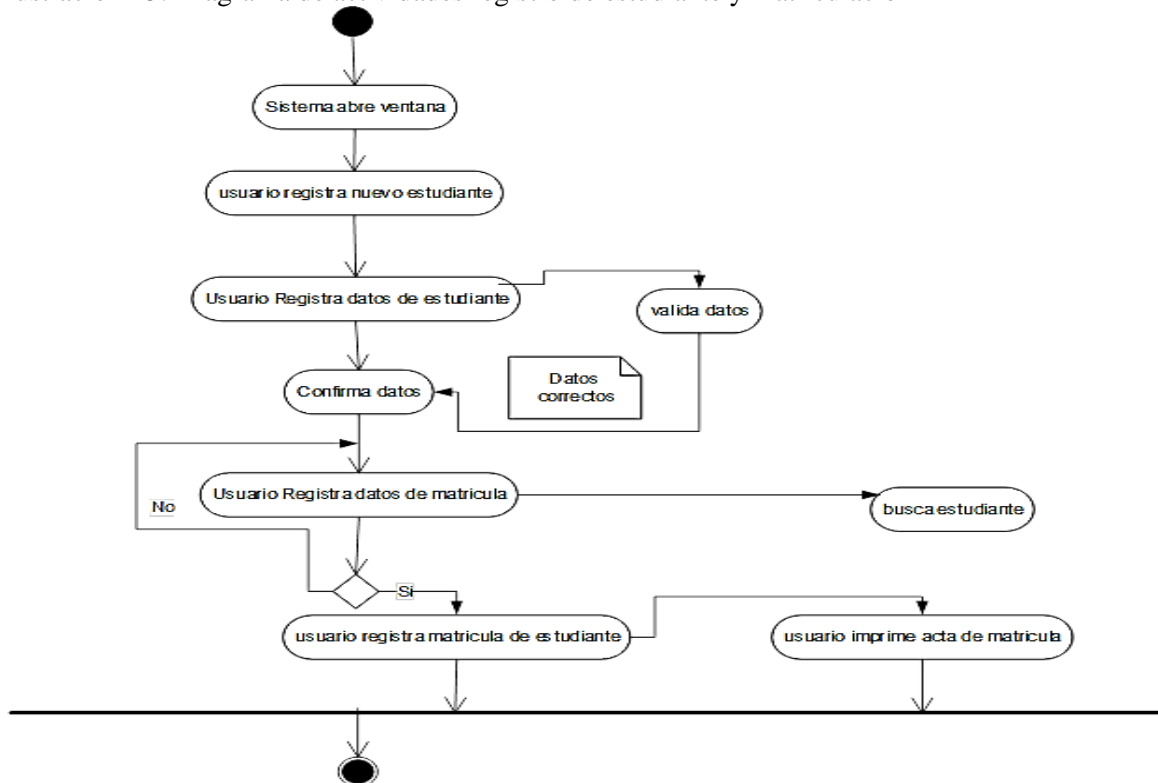 Sistema abre ventana
usuario registra nuevo estudiante
Usuario Registra datos de estudiante
valida datos
Confirma datos
Datos
correctos
Usuario Registra datos de matricula
No
busca estudiante
Si
usuario registra matricula de estudiante
usuario imprime acta de matricula